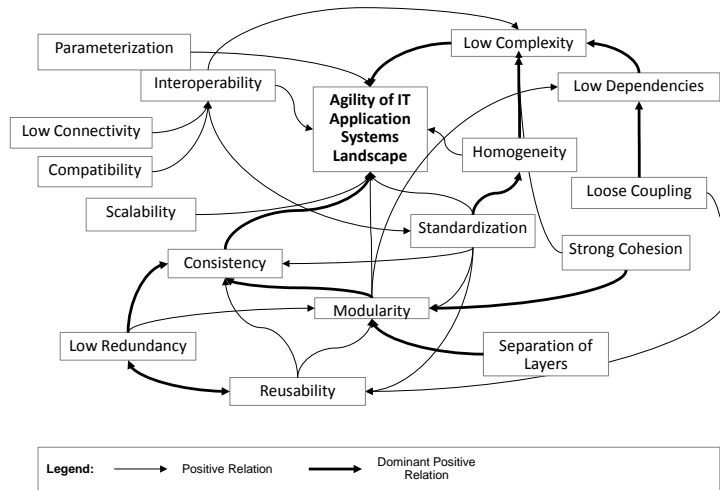 Parameterization
Low Complexity
Interoperability
Low Dependencies
Agility of IT
Application
Systems
Landscape
Low Connectivity
Homogeneity
Compatibility
Loose Coupling
Scalability
Standardization
Strong Cohesion
Consistency
Modularity
Low Redundancy
Separation of
Layers
Reusability
Legend:
Positive Relation
Dominant Positive
Relation